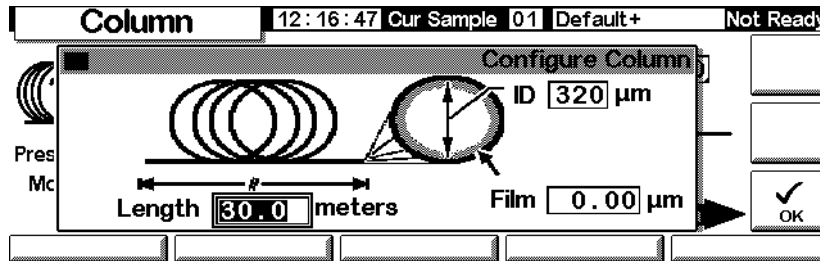 Column 12:16:47 Cur Sample 01 Default+ Not Ready
Configure Column
ID 320 µm
Pres
Mc
Length 30.0 meters
Film 0.00 µm
OK